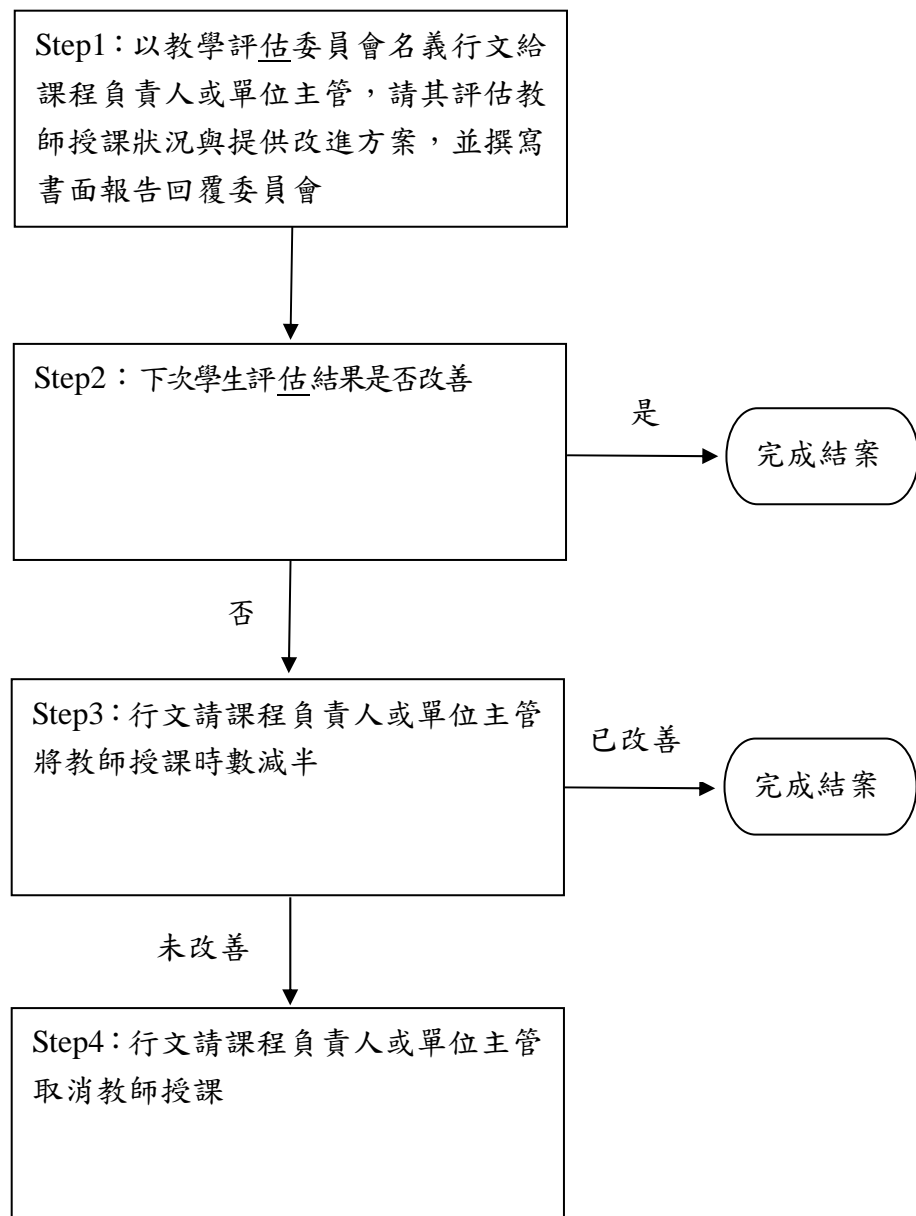 Step1：以教學評估委員會名義行文給
課程負責人或單位主管，請其評估教
師授課狀況與提供改進方案，並撰寫
書面報告回覆委員會
Step2：下次學生評估結果是否改善
是
完成結案
否
Step3：行文請課程負責人或單位主管
將教師授課時數減半
已改善
完成結案
未改善
Step4：行文請課程負責人或單位主管
取消教師授課